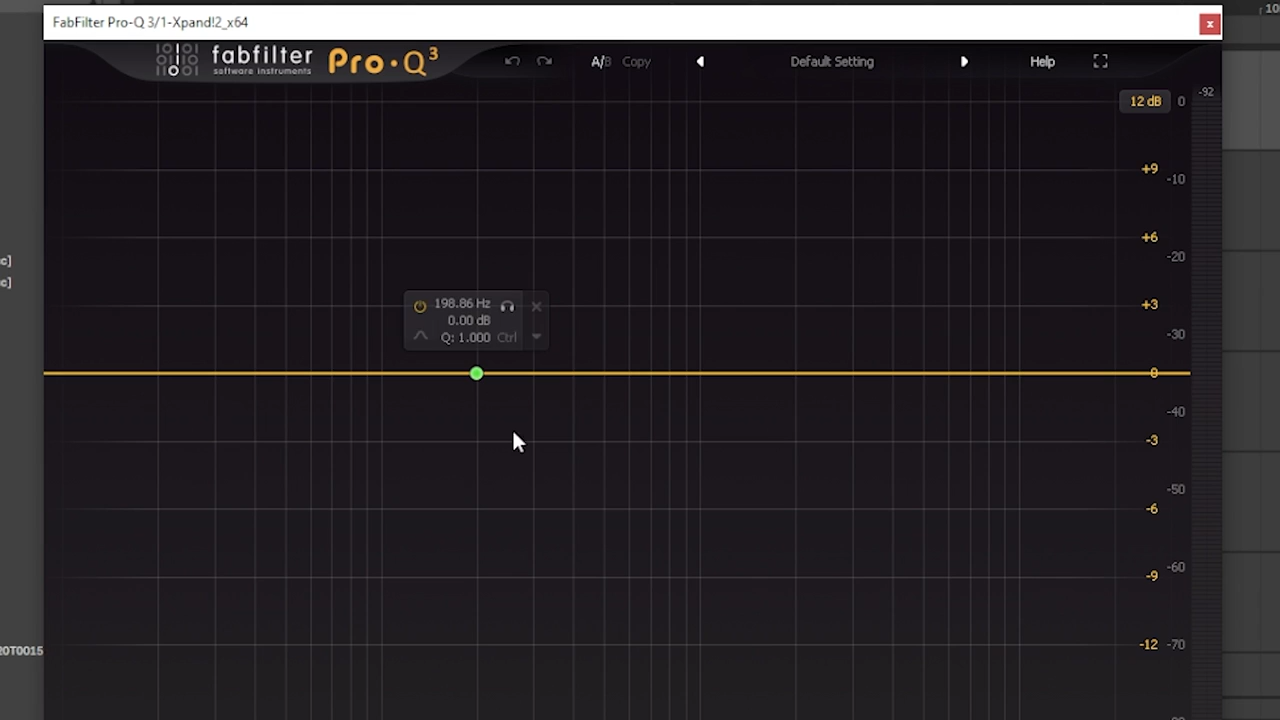 FabFilter Pro-Q 3/1-Xpand!2_x64
x
10
fabfilter
software instruments
Pro·Q3
A/B
Copy
Default Setting
Help
-92
12 dB
0
+9
-10
+6
-20
c]
c]
+3
-30
198.86 Hz
0.00 dB
Q: 1.000
Ctrl
0
-40
-3
-50
-6
-60
-9
-12
-70
20T0015